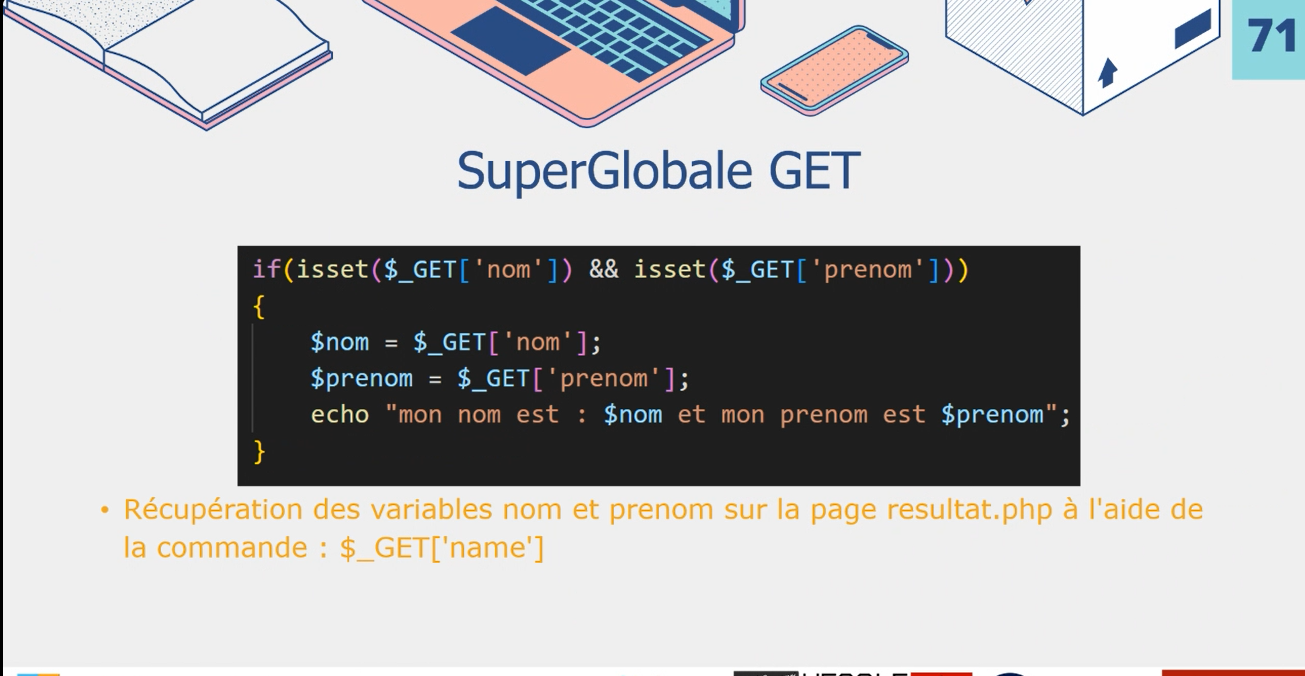 71
SuperGlobale GET
if(isset($_GET['nom']) && isset($_GET['prenom']))
{
    $nom = $_GET['nom'];
    $prenom = $_GET['prenom'];
    echo "mon nom est : $nom et mon prenom est $prenom";
}
• Récupération des variables nom et prenom sur la page resultat.php à l'aide de
la commande : $_GET['name']